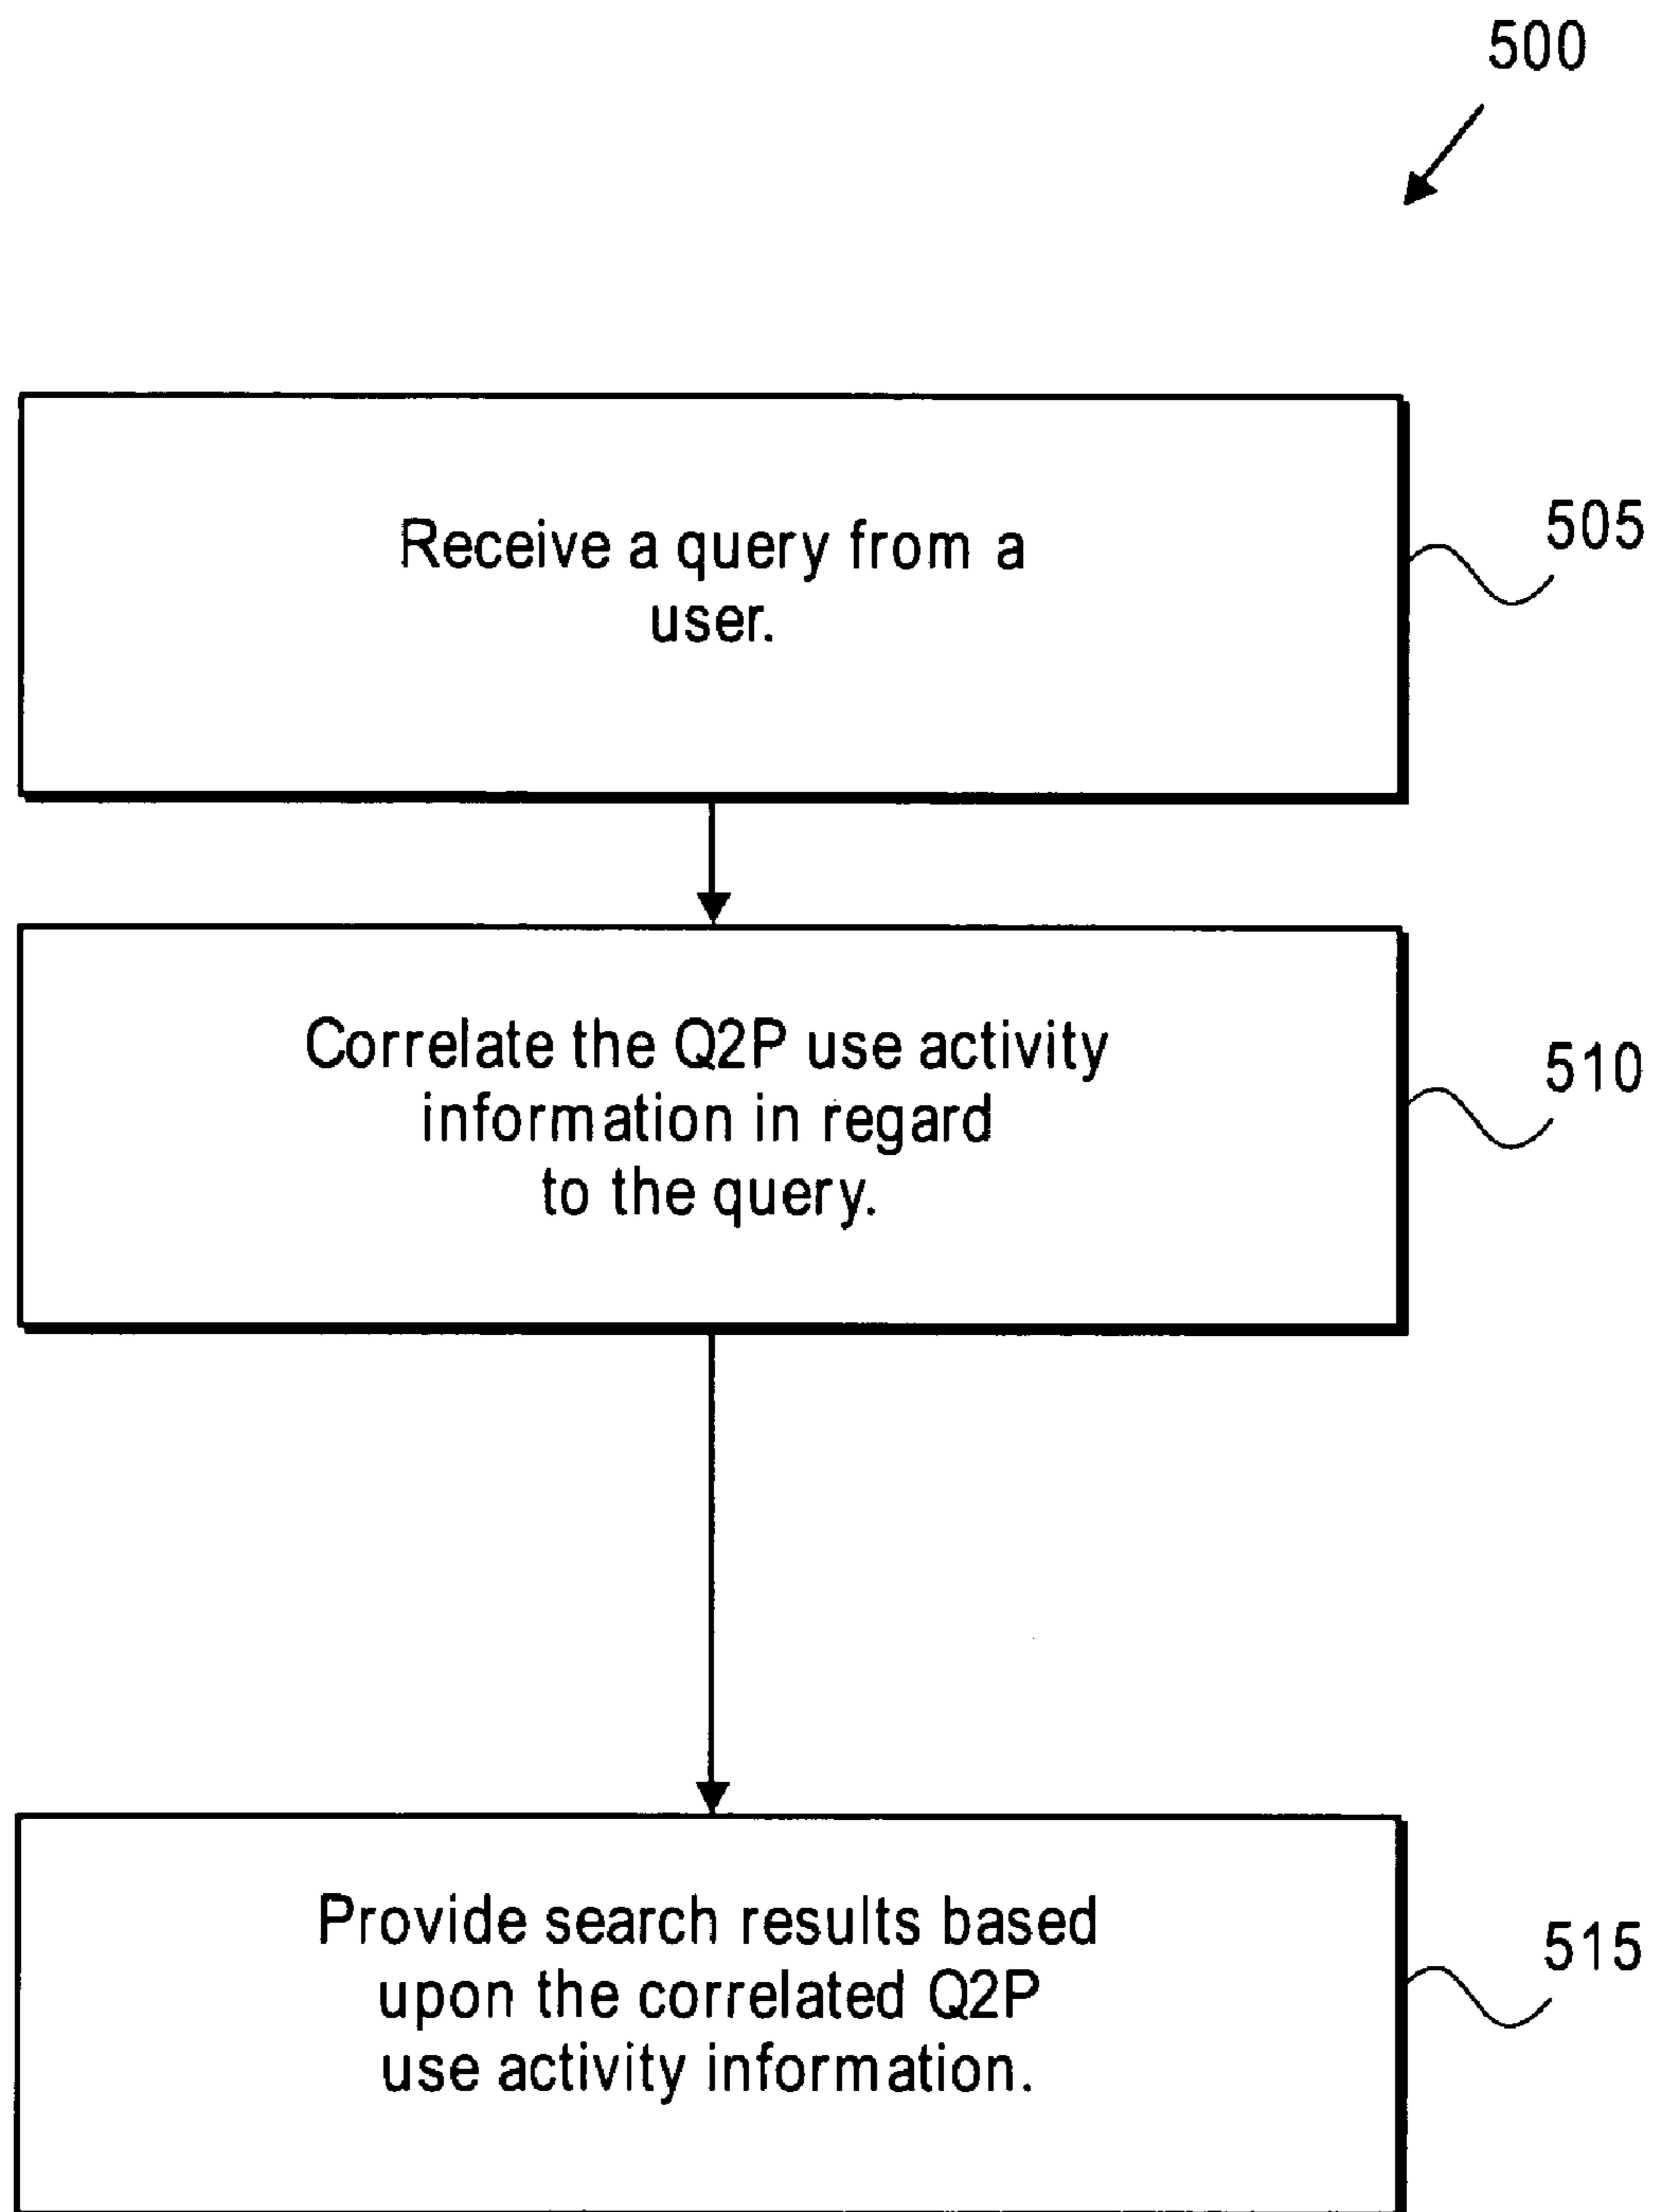 500
Receive a query from a
user.
505
Correlate the Q2P use activity
information in regard
to the query.
510
Provide search results based
upon the correlated Q2P
use activity information.
515